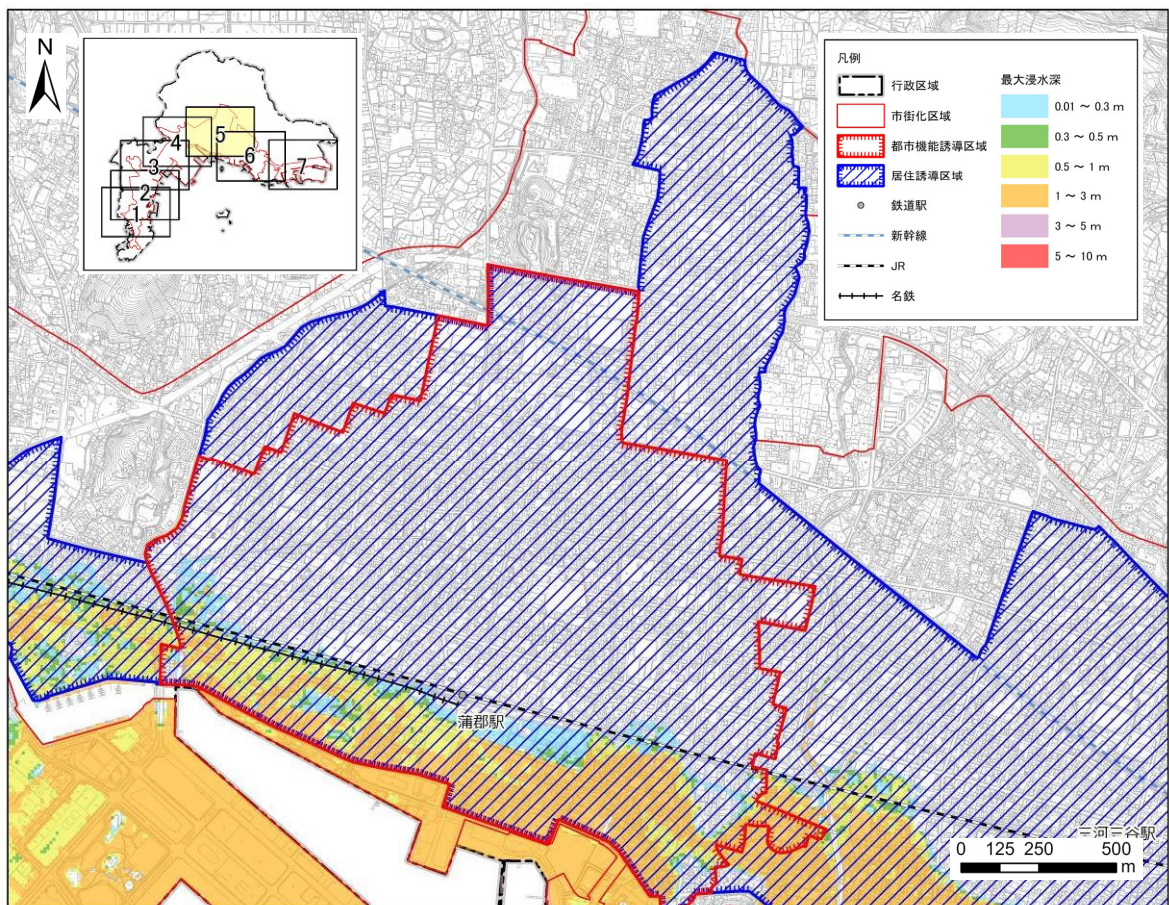 N
4
5
6
7
3
2
1
凡例
行政区域
市街化区域
都市機能誘導区域
居住誘導区域
鉄道駅
新幹線
JR
名鉄
最大浸水深
0.01 ~ 0.3 m
0.3 ~ 0.5 m
0.5 ~ 1 m
1 ~ 3 m
3 ~ 5 m
5 ~ 10 m
蒲郡駅
三河三谷駅
0 125 250 500
m